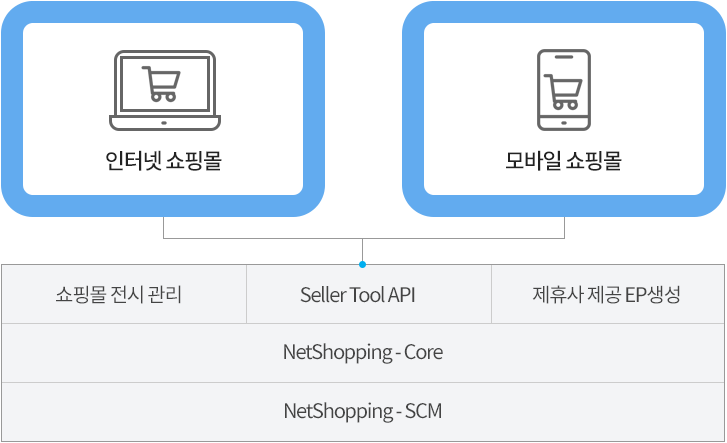 인터넷 쇼핑몰
모바일 쇼핑몰
쇼핑몰 전시 관리
Seller Tool API
제휴사 제공 EP생성
NetShopping - Core
NetShopping - SCM